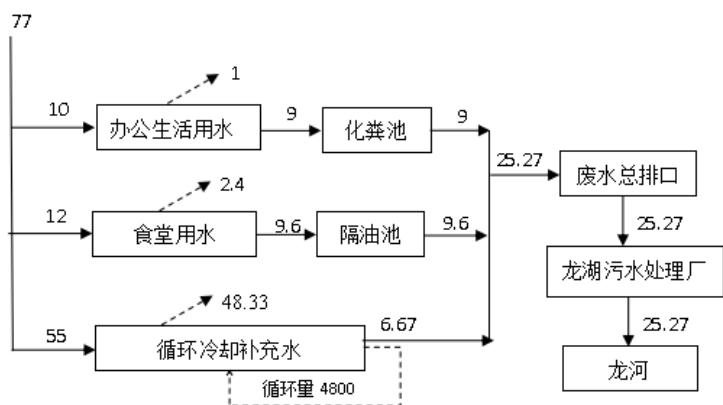 77
1
10
办公生活用水
9
化粪池
9
25.27
废水总排口
2.4
12
食堂用水
9.6
隔油池
9.6
25.27
龙湖污水处理厂
48.33
55
循环冷却补充水
6.67
25.27
循环量 4800
龙河